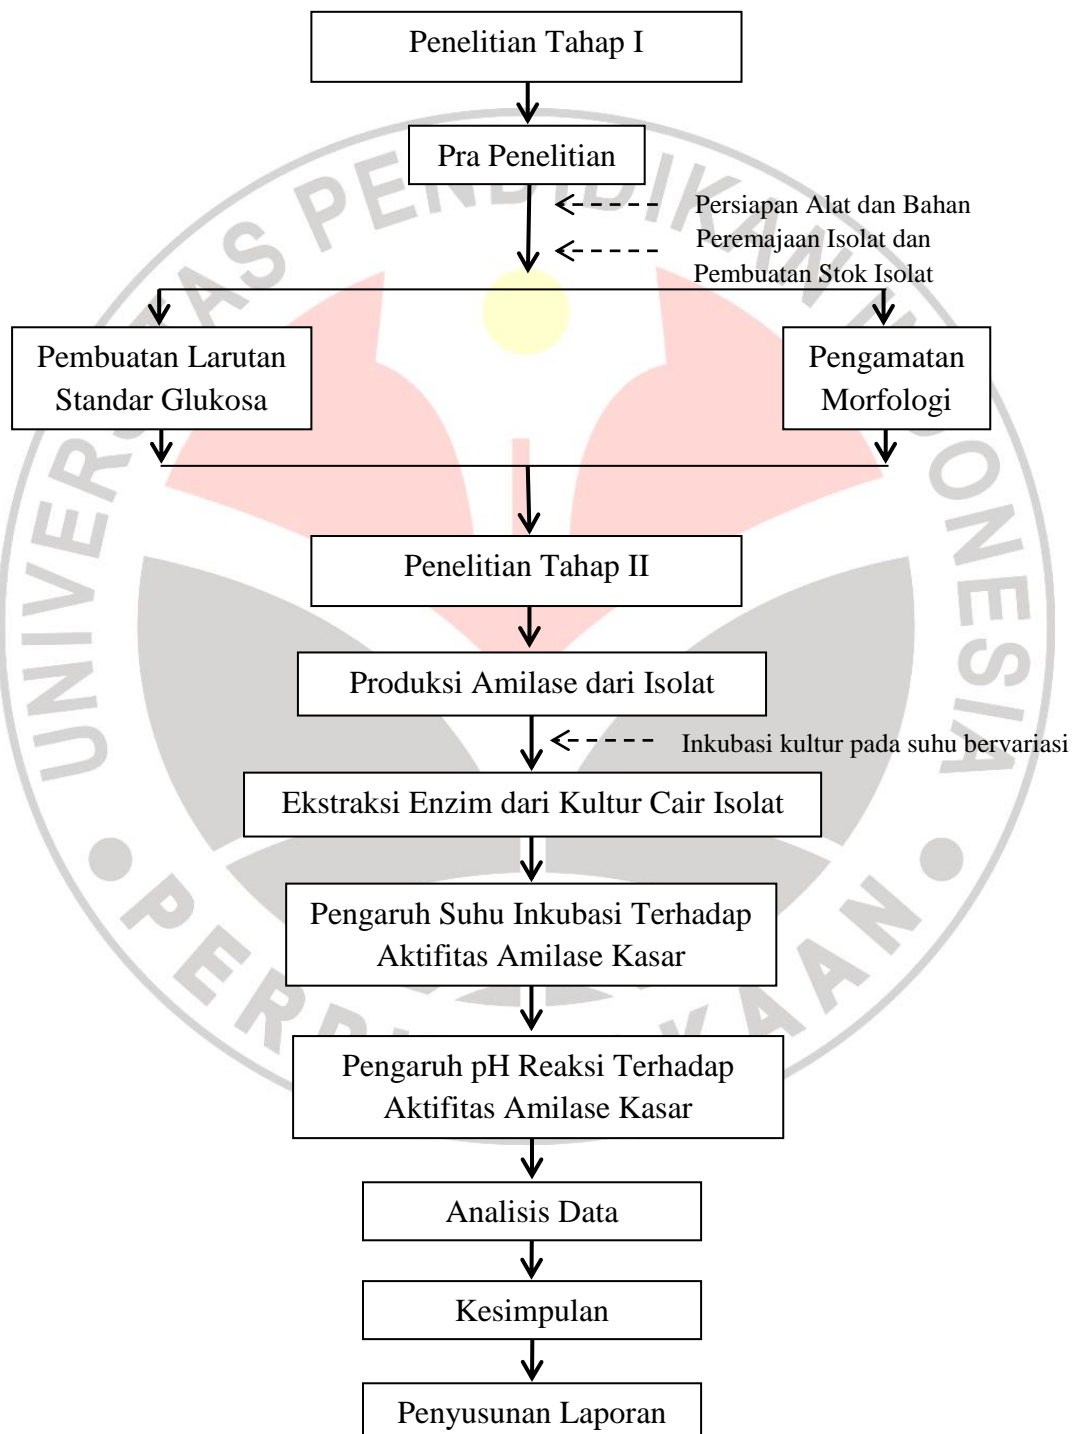 Penelitian Tahap I
Pra Penelitian
Persiapan Alat dan Bahan
Peremajaan Isolat dan
Pembuatan Stok Isolat
Pembuatan Larutan
Standar Glukosa
Pengamatan
Morfologi
Penelitian Tahap II
Produksi Amilase dari Isolat
Inkubasi kultur pada suhu bervariasi
Ekstraksi Enzim dari Kultur Cair Isolat
Pengaruh Suhu Inkubasi Terhadap
Aktifitas Amilase Kasar
Pengaruh pH Reaksi Terhadap
Aktifitas Amilase Kasar
Analisis Data
Kesimpulan
Penyusunan Laporan
UNIVERSITAS PENDIDIKAN INDONESIA